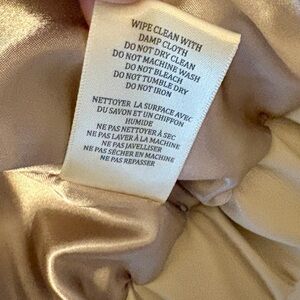 WIPE CLEAN WITH
DAMP CLOTH
DO NOT DRY CLEAN
DO NOT MACHINE WASH
DO NOT BLEACH
DO NOT TUMBLE DRY
DO NOT IRON
NETTOYER LA SURFACE AVEC
DU SAVON ET UN CHIFFON
HUMIDE
NE PAS NETTOYER À SEC
NE PAS LAVER À LA MACHINE
NE PAS JAVELLISER
NE PAS SÉCHER EN MACHINE
NE PAS REPASSER